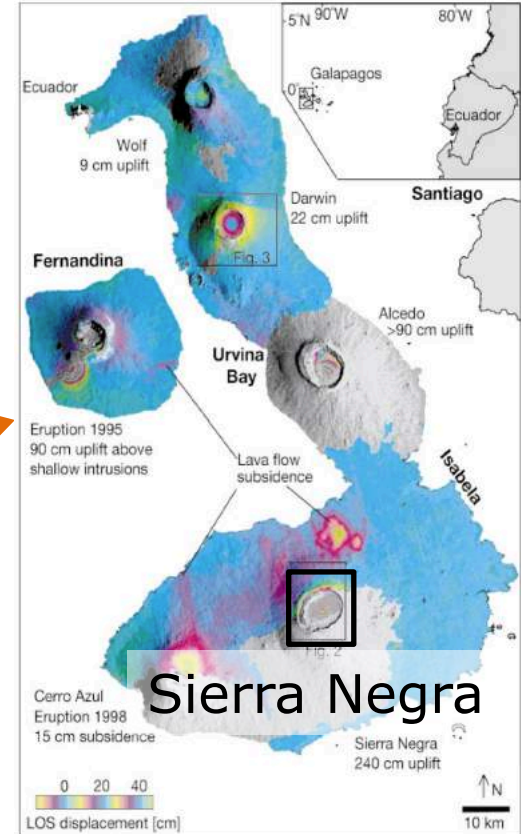 5°N 90°W 80°W
0°
Galapagos
Ecuador
Ecuador
Wolf
9 cm uplift
Santiago
Darwin
22 cm uplift
Fig. 3
Fernandina
Alcedo
>90 cm uplift
Urvina
Bay
Eruption 1995
90 cm uplift above
shallow intrusions
Lava flow
subsidence
Isabela
Fig. 2
Sierra Negra
Cerro Azul
Eruption 1998
15 cm subsidence
Sierra Negra
240 cm uplift
0 20 40
LOS displacement [cm]
N
10 km